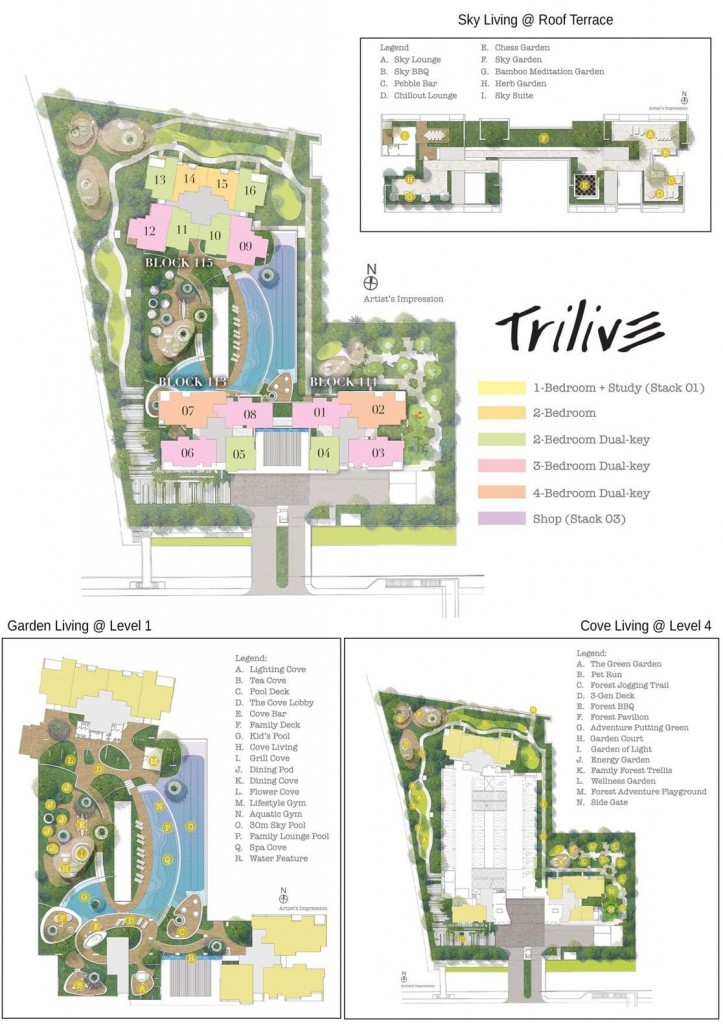 Sky Living @ Roof Terrace
Legend
A. Sky Lounge
B. Sky BBQ
C. Pebble Bar
D. Chillout Lounge
E. Chess Garden
F. Sky Garden
G. Bamboo Meditation Garden
H. Herb Garden
I. Sky Suite
N
Artist's Impression
13
14
15
16
12
11
10
09
BLOCK 115
N
Artist's Impression
Trilive
BLOCK 113
BLOCK 111
07
08
01
02
06
05
04
03
1-Bedroom + Study (Stack 01)
2-Bedroom
2-Bedroom Dual-key
3-Bedroom Dual-key
4-Bedroom Dual-key
Shop (Stack 03)
Garden Living @ Level 1
Legend:
A. Lighting Cove
B. Tea Cove
C. Pool Deck
D. The Cove Lobby
E. Cove Bar
F. Family Deck
G. Kid's Pool
H. Cove Living
I. Grill Cove
J. Dining Pod
K. Dining Cove
L. Flower Cove
M. Lifestyle Gym
N. Aquatic Gym
O. 30m Sky Pool
P. Family Lounge Pool
Q. Spa Cove
R. Water Feature
N
Artist's Impression
Cove Living @ Level 4
Legend:
A. The Green Garden
B. Pet Run
C. Forest Jogging Trail
D. 3-Gen Deck
E. Forest BBQ
F. Forest Pavilion
G. Adventure Putting Green
H. Garden Court
I. Garden of Light
J. Energy Garden
K. Family Forest Trellis
L. Wellness Garden
M. Forest Adventure Playground
N. Side Gate
N
Artist's Impression